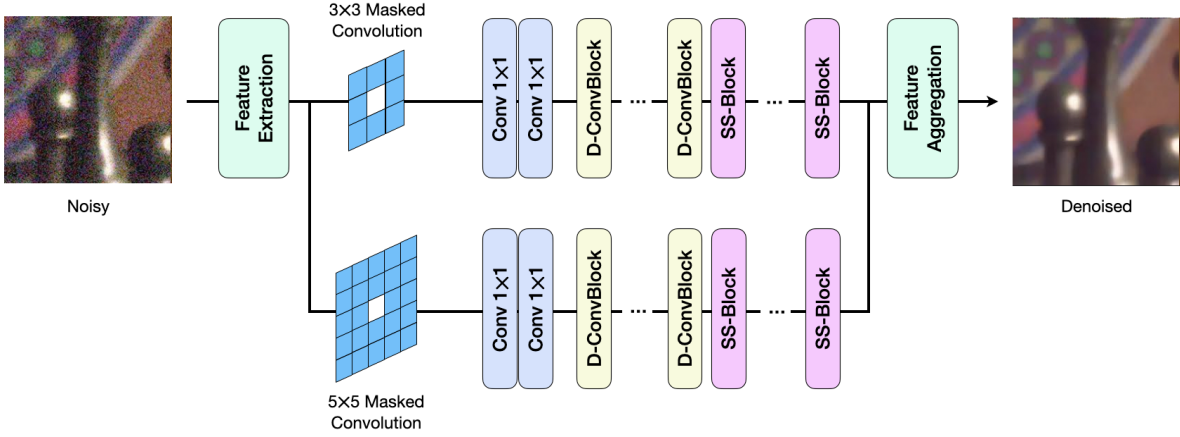 3×3 Masked
Convolution
Noisy
Feature
Extraction
Conv 1×1
Conv 1×1
D-ConvBlock
...
D-ConvBlock
SS-Block
...
SS-Block
Feature
Aggregation
Denoised
Conv 1×1
Conv 1×1
D-ConvBlock
...
D-ConvBlock
SS-Block
...
SS-Block
5×5 Masked
Convolution